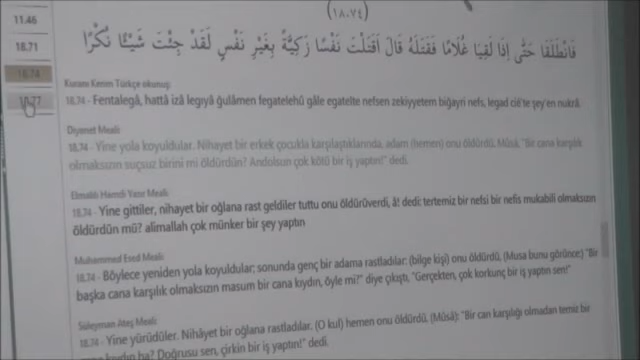 11.46
18.71
18.74
18.77
(١٨-٧٤)
فَانْطَلَقَا حَتّٰى اِذَا لَقِيَا غُلَامًا فَقَتَلَهُ قَالَ اَقَتَلْتَ نَفْسًا زَكِيَّةً بِغَيْرِ نَفْسٍ لَقَدْ جِئْتَ شَيْـًٔا نُكْرًا
Kuranı Kerim Türkçe okunuşu:
18.74 - Fentalegâ, hattâ izâ legıyâ ğulâmen fegatelehû gâle egatelte nefsen zekiyyetem biğayri nefs, legad cié'te şey'en nukrâ.
Diyanet Meali:
18.74 - Yine yola koyuldular. Nihayet bir erkek çocukla karşılaştıklarında, adam (hemen) onu öldürdü. Mûsâ, "Bir cana karşılık
olmaksızın suçsuz birini mi öldürdün? Andolsun çok kötü bir iş yaptın!" dedi.
Elmalılı Hamdi Yazır Meali:
18.74 - Yine gittiler, nihayet bir oğlana rast geldiler tuttu onu öldürüverdi, â! dedi: tertemiz bir nefsi bir nefis mukabili olmaksızın
öldürdün mü? alimallah çok münker bir şey yaptın
Muhammed Esed Meali:
18.74 - Böylece yeniden yola koyuldular; sonunda genç bir adama rastladılar: (bilge kişi) onu öldürdü, (Musa bunu görünce:) "Bir
başka cana karşılık olmaksızın masum bir cana kıydın, öyle mi?" diye çıkıştı, "Gerçekten, çok korkunç bir iş yaptın sen!"
Süleyman Ateş Meali:
18.74 - Yine yürüdüler. Nihâyet bir oğlana rastladılar. (O kul) hemen onu öldürdü. (Mûsâ): "Bir can karşılığı olmadan temiz bir
cana kıydın ha? Doğrusu sen, çirkin bir iş yaptın!" dedi.